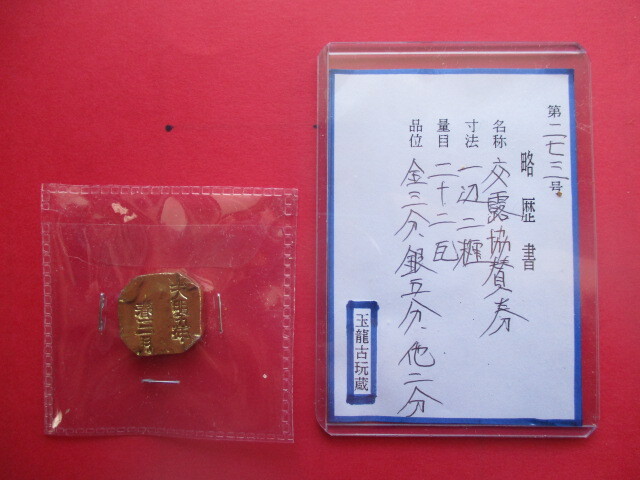 略歴書
第二七三号
名称 交露協賛券
寸法 一辺二糎
量目 二十二瓦
品位 金三分、銀五分、他二分
玉龍古玩蔵